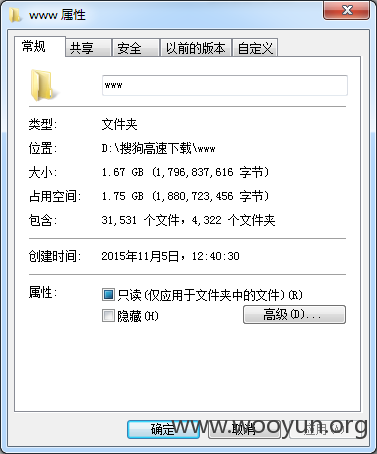 www 属性
常规 共享 安全 以前的版本 自定义
www
类型: 文件夹
位置: D:\搜狗高速下载\www
大小: 1.67 GB (1,796,837,616 字节)
占用空间: 1.75 GB (1,880,723,456 字节)
包含: 31,531 个文件，4,322 个文件夹
创建时间: 2015年11月5日，12:40:30
属性: 只读(仅应用于文件夹中的文件)(R)
隐藏(H) 高级(D)...
确定 取消 应用(A)
www.wooyun.org